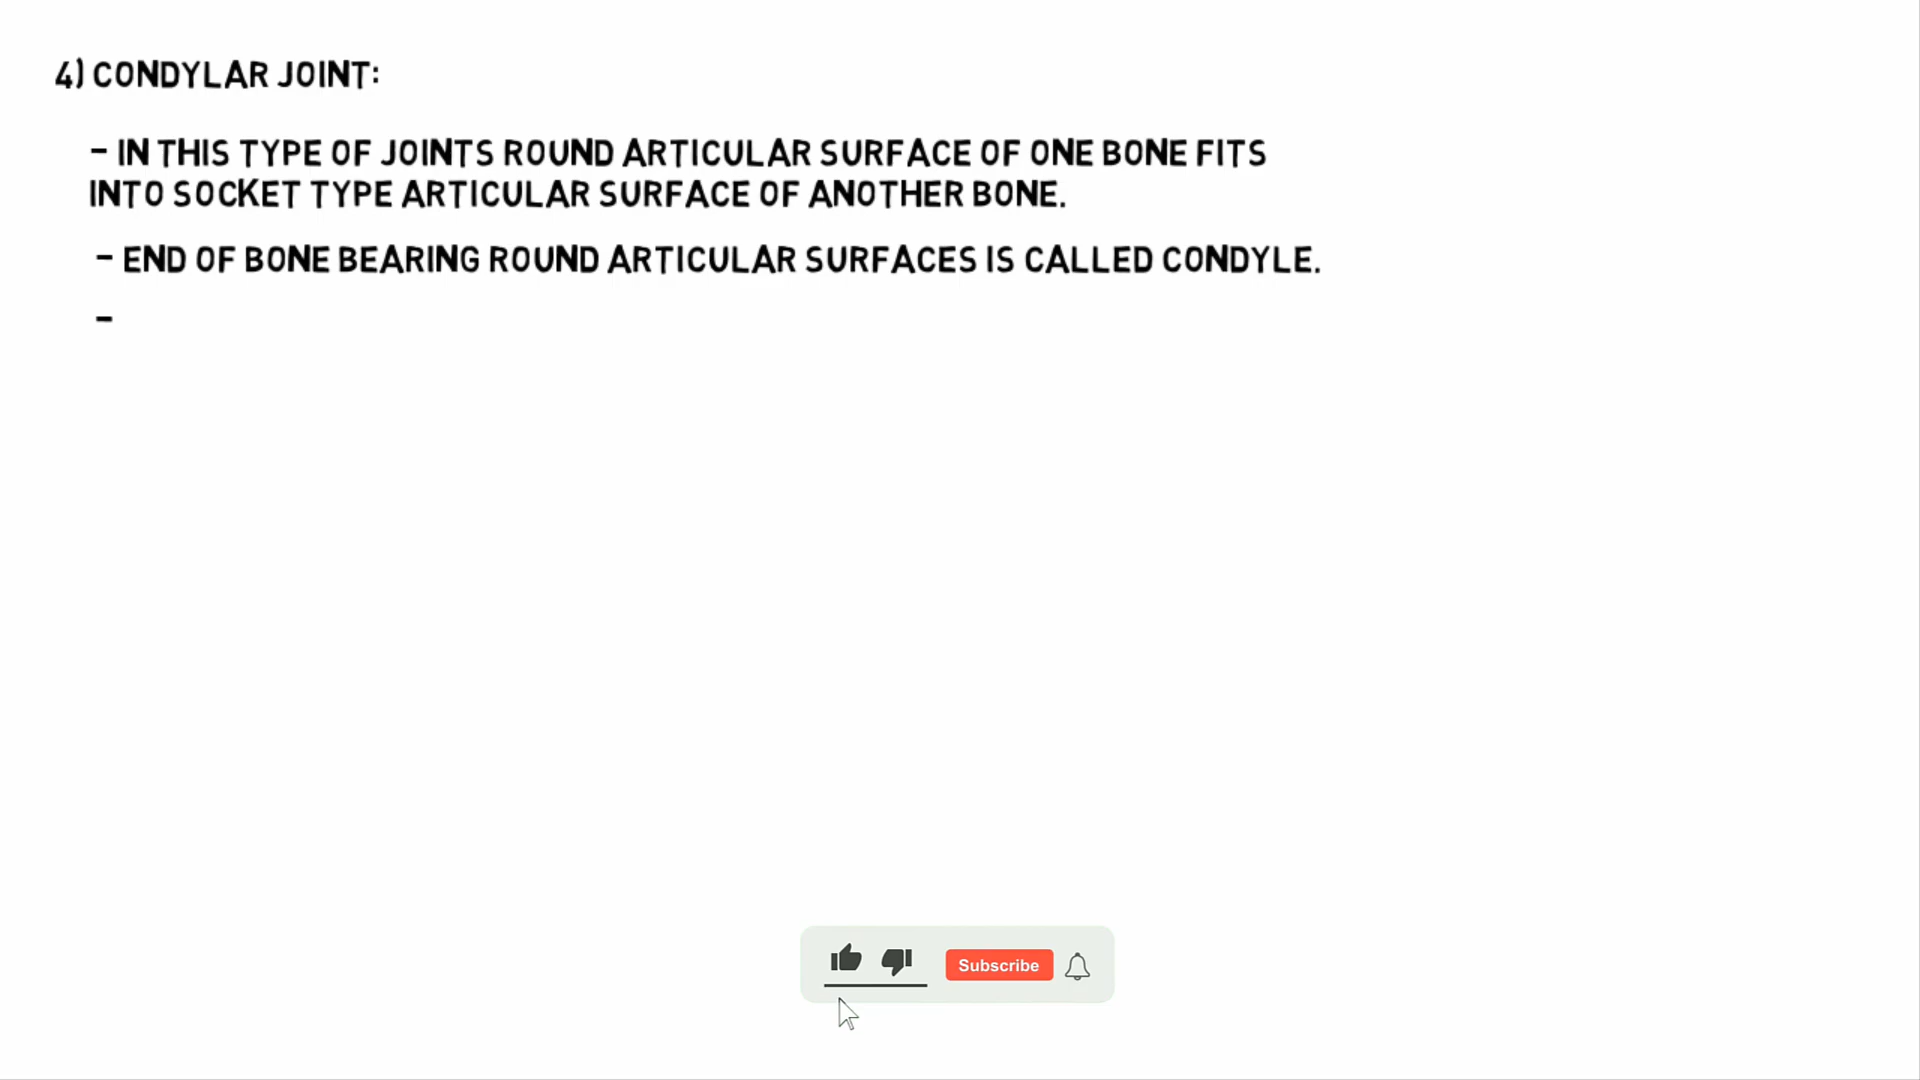 4) CONDYLAR JOINT:
- IN THIS TYPE OF JOINTS ROUND ARTICULAR SURFACE OF ONE BONE FITS
INTO SOCKET TYPE ARTICULAR SURFACE OF ANOTHER BONE.
- END OF BONE BEARING ROUND ARTICULAR SURFACES IS CALLED CONDYLE.
-
Subscribe